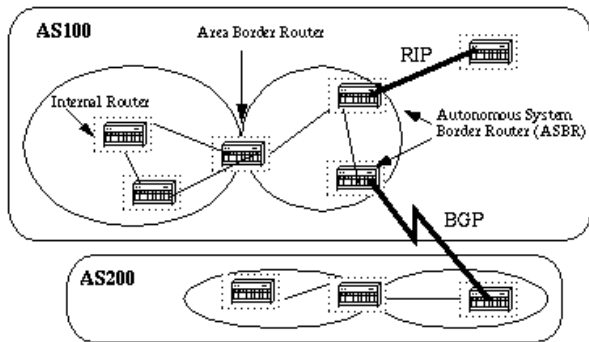 AS100
Area Border Router
RIP
Internal Router
Autonomous System
Border Router (ASBR)
BGP
AS200